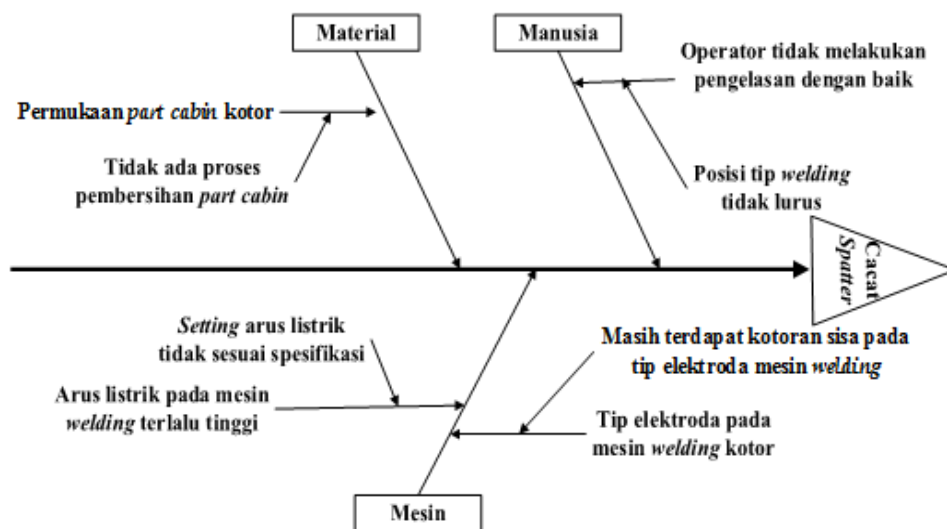 Material
Manusia
Operator tidak melakukan
pengelasan dengan baik
Permukaan part cabin kotor
Tidak ada proses
pembersihan part cabin
Posisi tip welding
tidak lurus
Cacat
Spatter
Setting arus listrik
tidak sesuai spesifikasi
Masih terdapat kotoran sisa pada
tip elektroda mesin welding
Arus listrik pada mesin
welding terlalu tinggi
Tip elektroda pada
mesin welding kotor
Mesin